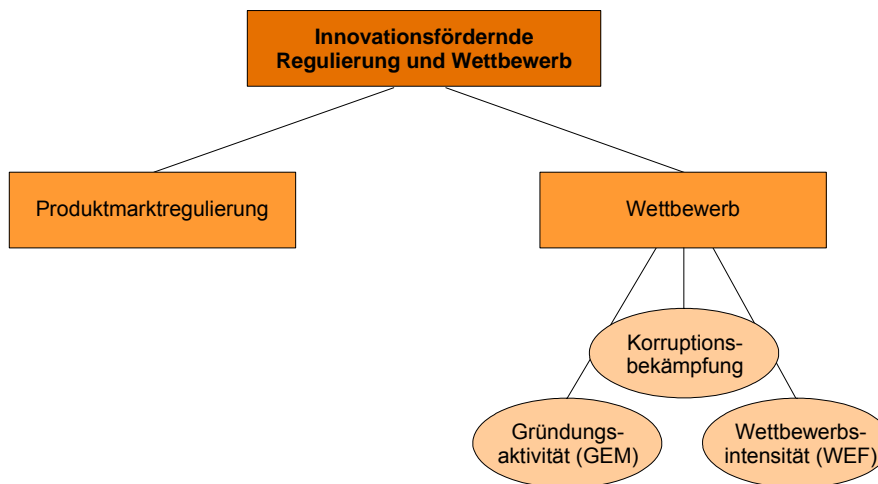 Innovationsfördernde
Regulierung und Wettbewerb
Produktmarktregulierung
Wettbewerb
Korruptions-
bekämpfung
Gründungs-
aktivität (GEM)
Wettbewerbs-
intensität (WEF)